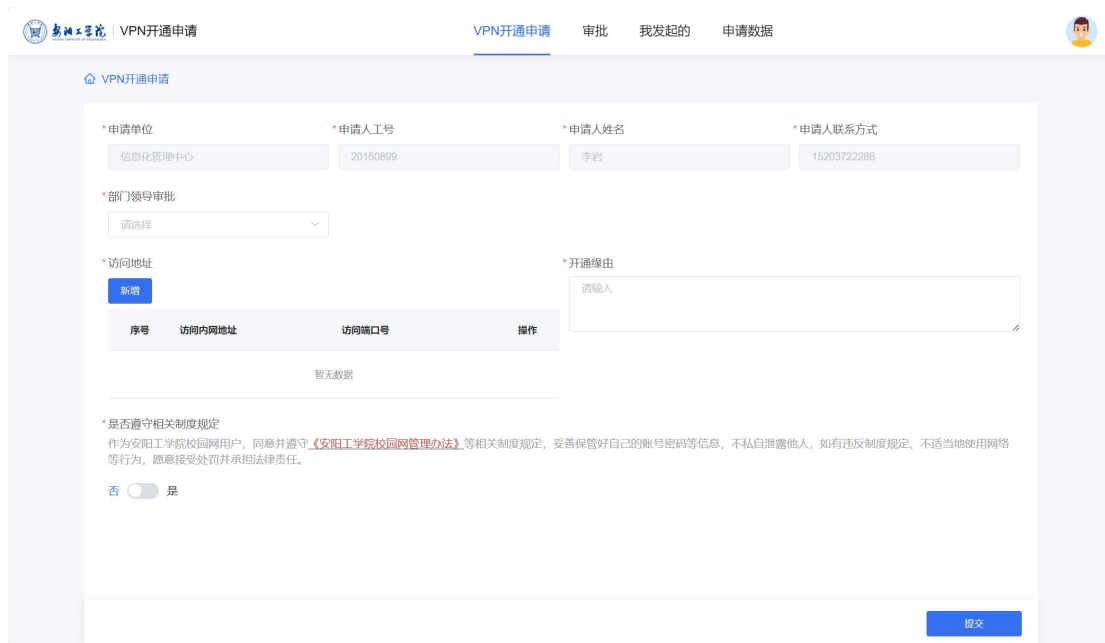 安阳工学院 VPN开通申请 VPN开通申请 审批 我发起的 申请数据
VPN开通申请
*申请单位 *申请人工号 *申请人姓名 *申请人联系方式
信息化管理中心 20160899 李岩 15203722286
*部门领导审批
请选择
*访问地址 *开通缘由
新增 请输入
序号 访问内网地址 访问端口号 操作
暂无数据
*是否遵守相关制度规定
作为安阳工学院校园网用户，同意并遵守《安阳工学院校园网管理办法》等相关制度规定，妥善保管好自己的账号密码等信息，不私自泄露他人，如有违反制度规定、不适当地使用网络
等行为，愿意接受处罚并承担法律责任。
否 是
提交